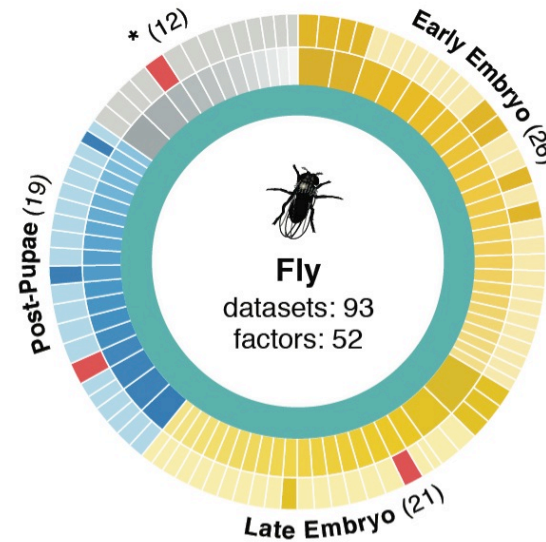 * (12)
Early Embryo (26)
Post-Pupae (19)
Fly
datasets: 93
factors: 52
Late Embryo (21)